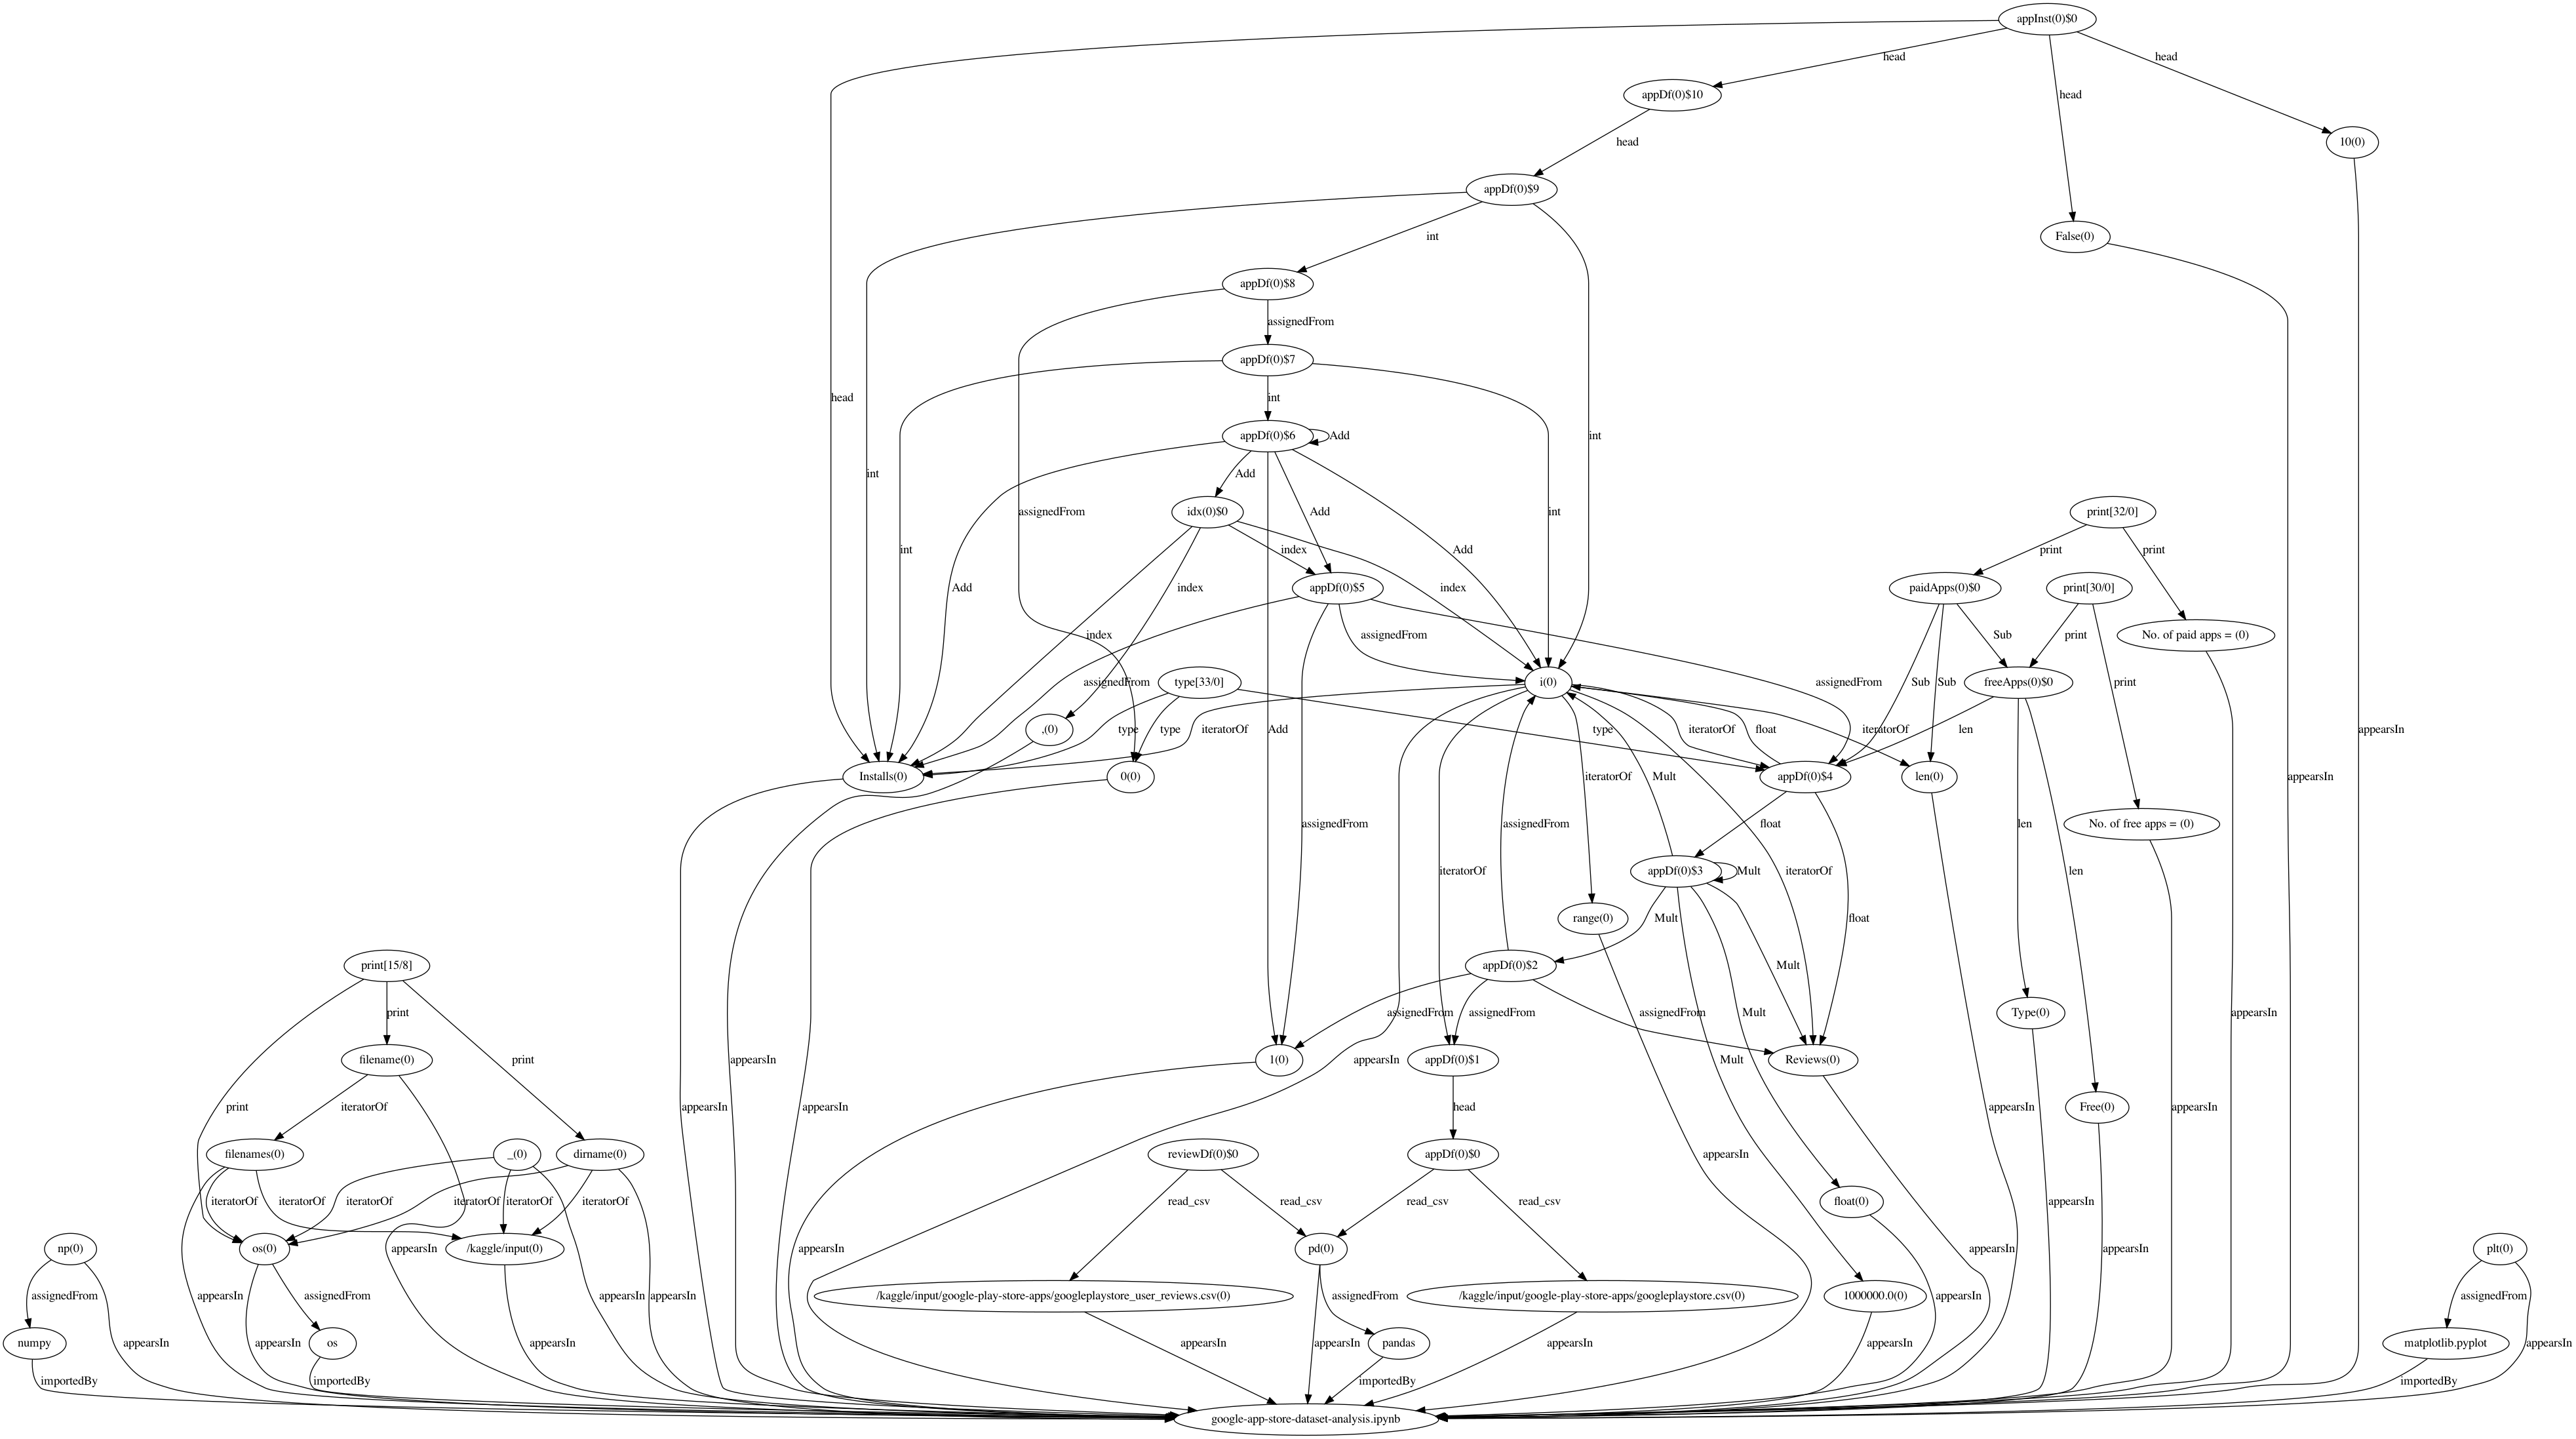 appInst(0)$0
head
head
head
appDf(0)$10
head
10(0)
appDf(0)$9
int
False(0)
appDf(0)$8
assignedFrom
appDf(0)$7
head
int
appDf(0)$6
Add
int
int
Add
assignedFrom
idx(0)$0
Add
int
print[32/0]
int
index
Add
print
print
Add
index
appDf(0)$5
index
paidApps(0)$0
print[30/0]
index
assignedFrom
Sub
print
No. of paid apps = (0)
assignedFrom
type[33/0]
i(0)
assignedFrom
Sub
Sub
freeApps(0)$0
print
,(0)
type
type
iteratorOf
Add
type
iteratorOf
float
iteratorOf
len
appearsIn
Installs(0)
0(0)
iteratorOf
Mult
appDf(0)$4
len(0)
appearsIn
assignedFrom
assignedFrom
float
len
No. of free apps = (0)
iteratorOf
appDf(0)$3
Mult
iteratorOf
len
range(0)
Mult
float
print[15/8]
appDf(0)$2
Mult
print
assignedFrom
assignedFrom
assignedFrom
Mult
Type(0)
appearsIn
filename(0)
print
appearsIn
1(0)
appearsIn
appDf(0)$1
Mult
Reviews(0)
print
iteratorOf
appearsIn
appearsIn
head
appearsIn
Free(0)
appearsIn
filenames(0)
_(0)
dirname(0)
reviewDf(0)$0
appDf(0)$0
appearsIn
iteratorOf
iteratorOf
iteratorOf
iteratorOf
iteratorOf
iteratorOf
read_csv
read_csv
read_csv
read_csv
float(0)
appearsIn
np(0)
os(0)
appearsIn
/kaggle/input(0)
appearsIn
pd(0)
appearsIn
appearsIn
plt(0)
assignedFrom
appearsIn
assignedFrom
appearsIn
appearsIn
/kaggle/input/google-play-store-apps/googleplaystore_user_reviews.csv(0)
assignedFrom
/kaggle/input/google-play-store-apps/googleplaystore.csv(0)
1000000.0(0)
appearsIn
assignedFrom
numpy
appearsIn
appearsIn
os
appearsIn
appearsIn
appearsIn
pandas
appearsIn
appearsIn
matplotlib.pyplot
appearsIn
importedBy
importedBy
importedBy
importedBy
google-app-store-dataset-analysis.ipynb